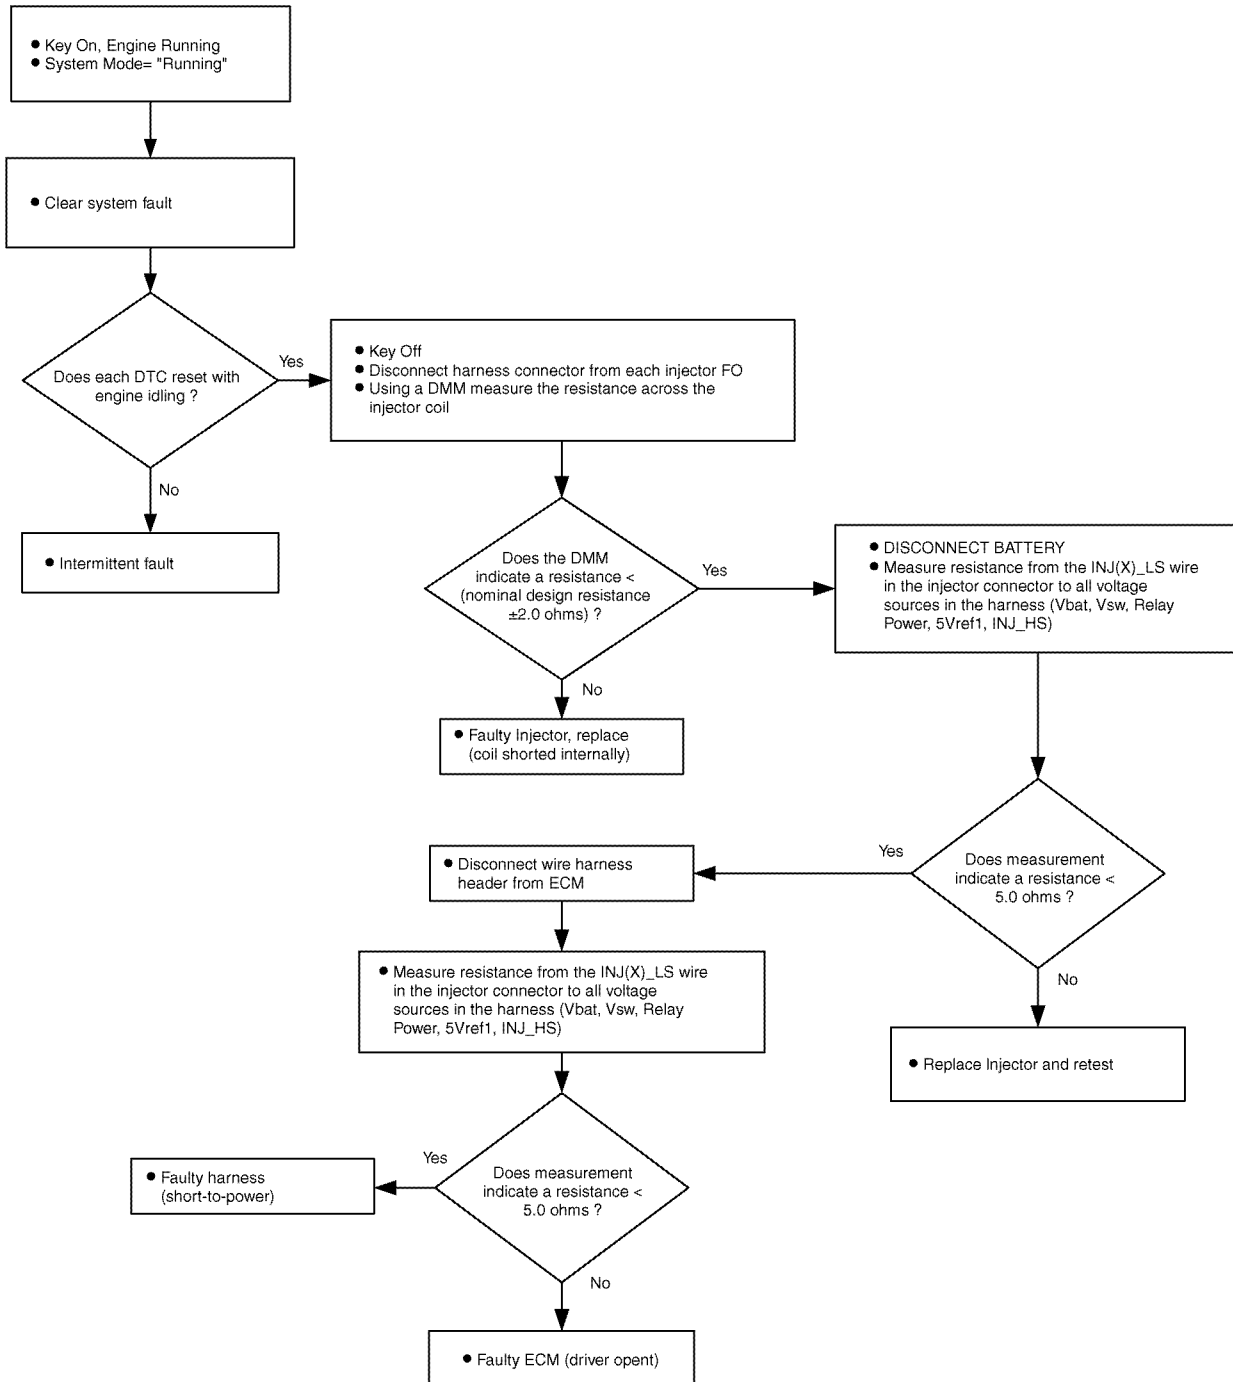 ● Key On, Engine Running
● System Mode= "Running"
● Clear system fault
Does each DTC reset with
engine idling ?
Yes
No
● Intermittent fault
● Key Off
● Disconnect harness connector from each injector FO
● Using a DMM measure the resistance across the
injector coil
Does the DMM
indicate a resistance <
(nominal design resistance
±2.0 ohms) ?
Yes
No
● Faulty Injector, replace
(coil shorted internally)
● DISCONNECT BATTERY
● Measure resistance from the INJ(X)_LS wire
in the injector connector to all voltage
sources in the harness (Vbat, Vsw, Relay
Power, 5Vref1, INJ_HS)
Does measurement
indicate a resistance <
5.0 ohms ?
Yes
No
● Replace Injector and retest
● Disconnect wire harness
header from ECM
● Measure resistance from the INJ(X)_LS wire
in the injector connector to all voltage
sources in the harness (Vbat, Vsw, Relay
Power, 5Vref1, INJ_HS)
Does measurement
indicate a resistance <
5.0 ohms ?
Yes
● Faulty harness
(short-to-power)
No
● Faulty ECM (driver opent)